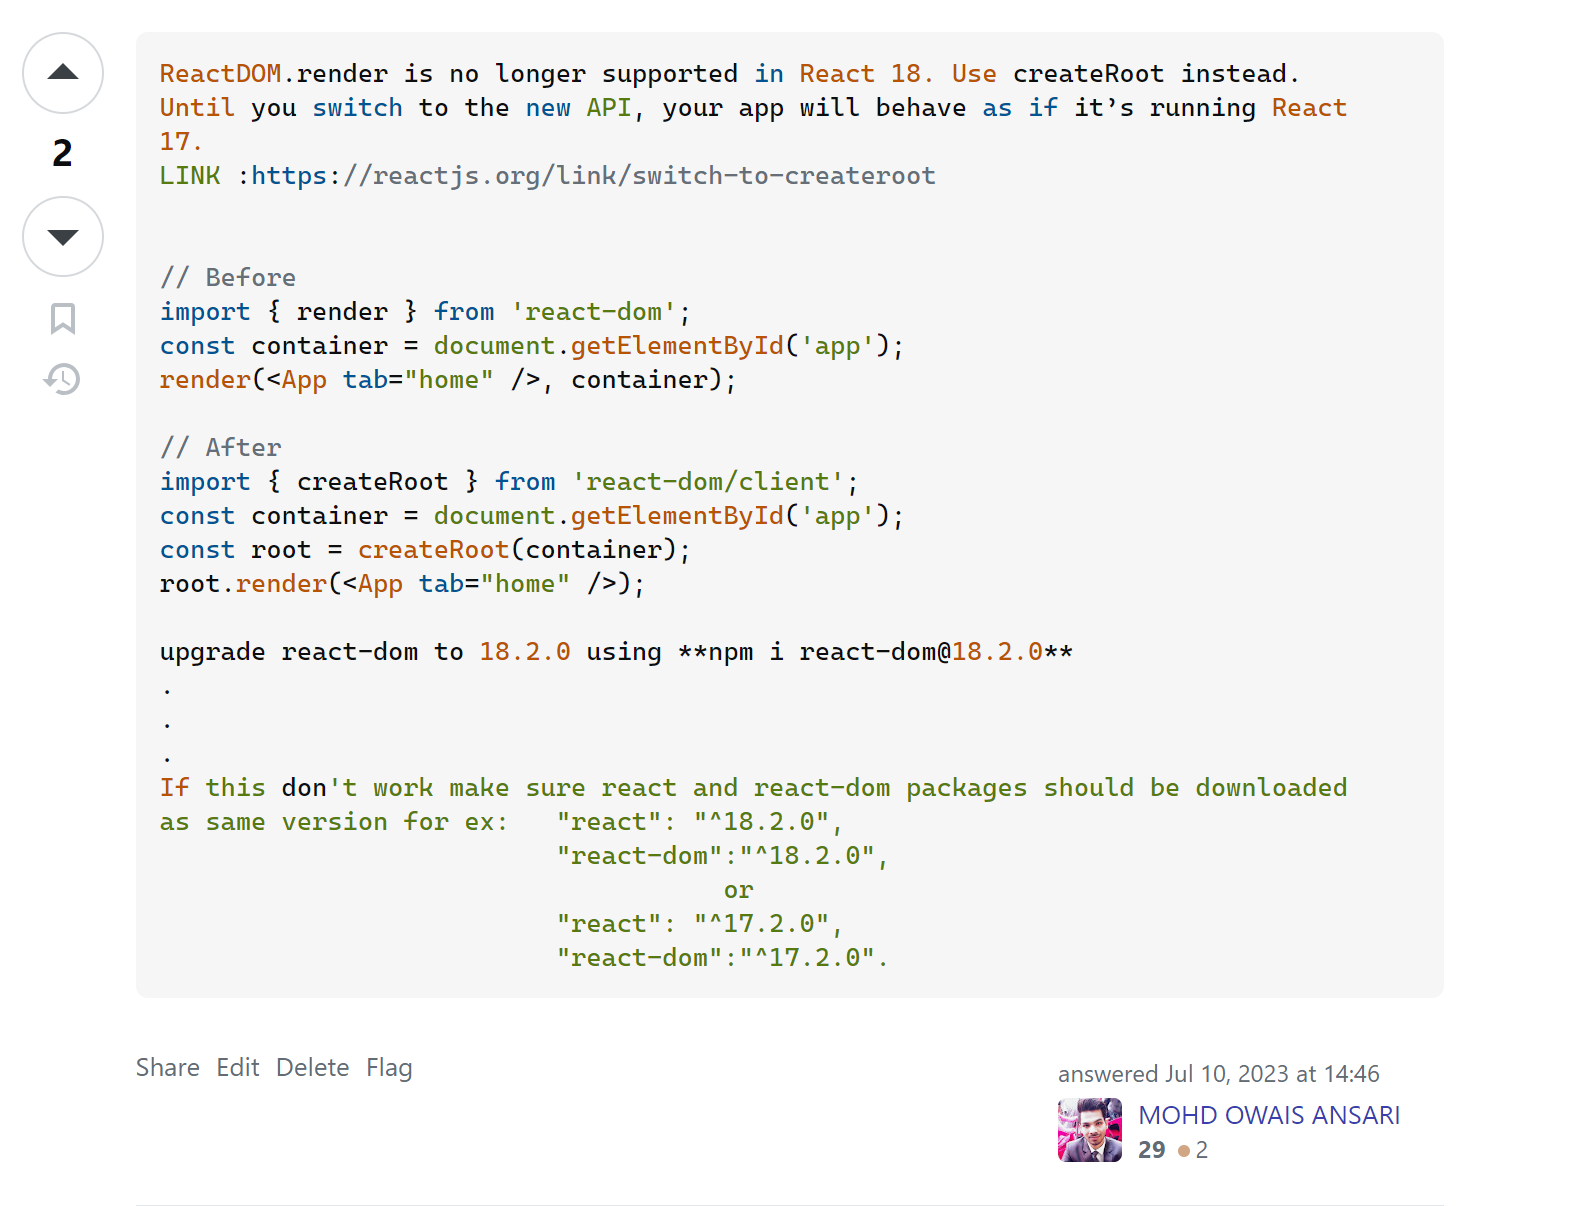 ReactDOM.render is no longer supported in React 18. Use createRoot instead.
Until you switch to the new API, your app will behave as if it’s running React
17.
LINK :https://reactjs.org/link/switch-to-createroot
// Before
import { render } from 'react-dom';
const container = document.getElementById('app');
render(<App tab="home" />, container);
// After
import { createRoot } from 'react-dom/client';
const container = document.getElementById('app');
const root = createRoot(container);
root.render(<App tab="home" />);
upgrade react-dom to 18.2.0 using **npm i react-dom@18.2.0**
.
.
.
If this don't work make sure react and react-dom packages should be downloaded
as same version for ex:   "react": "^18.2.0",
"react-dom":"^18.2.0",
or
"react": "^17.2.0",
"react-dom":"^17.2.0".
2
Share Edit Delete Flag
answered Jul 10, 2023 at 14:46
MOHD OWAIS ANSARI
29 ●2